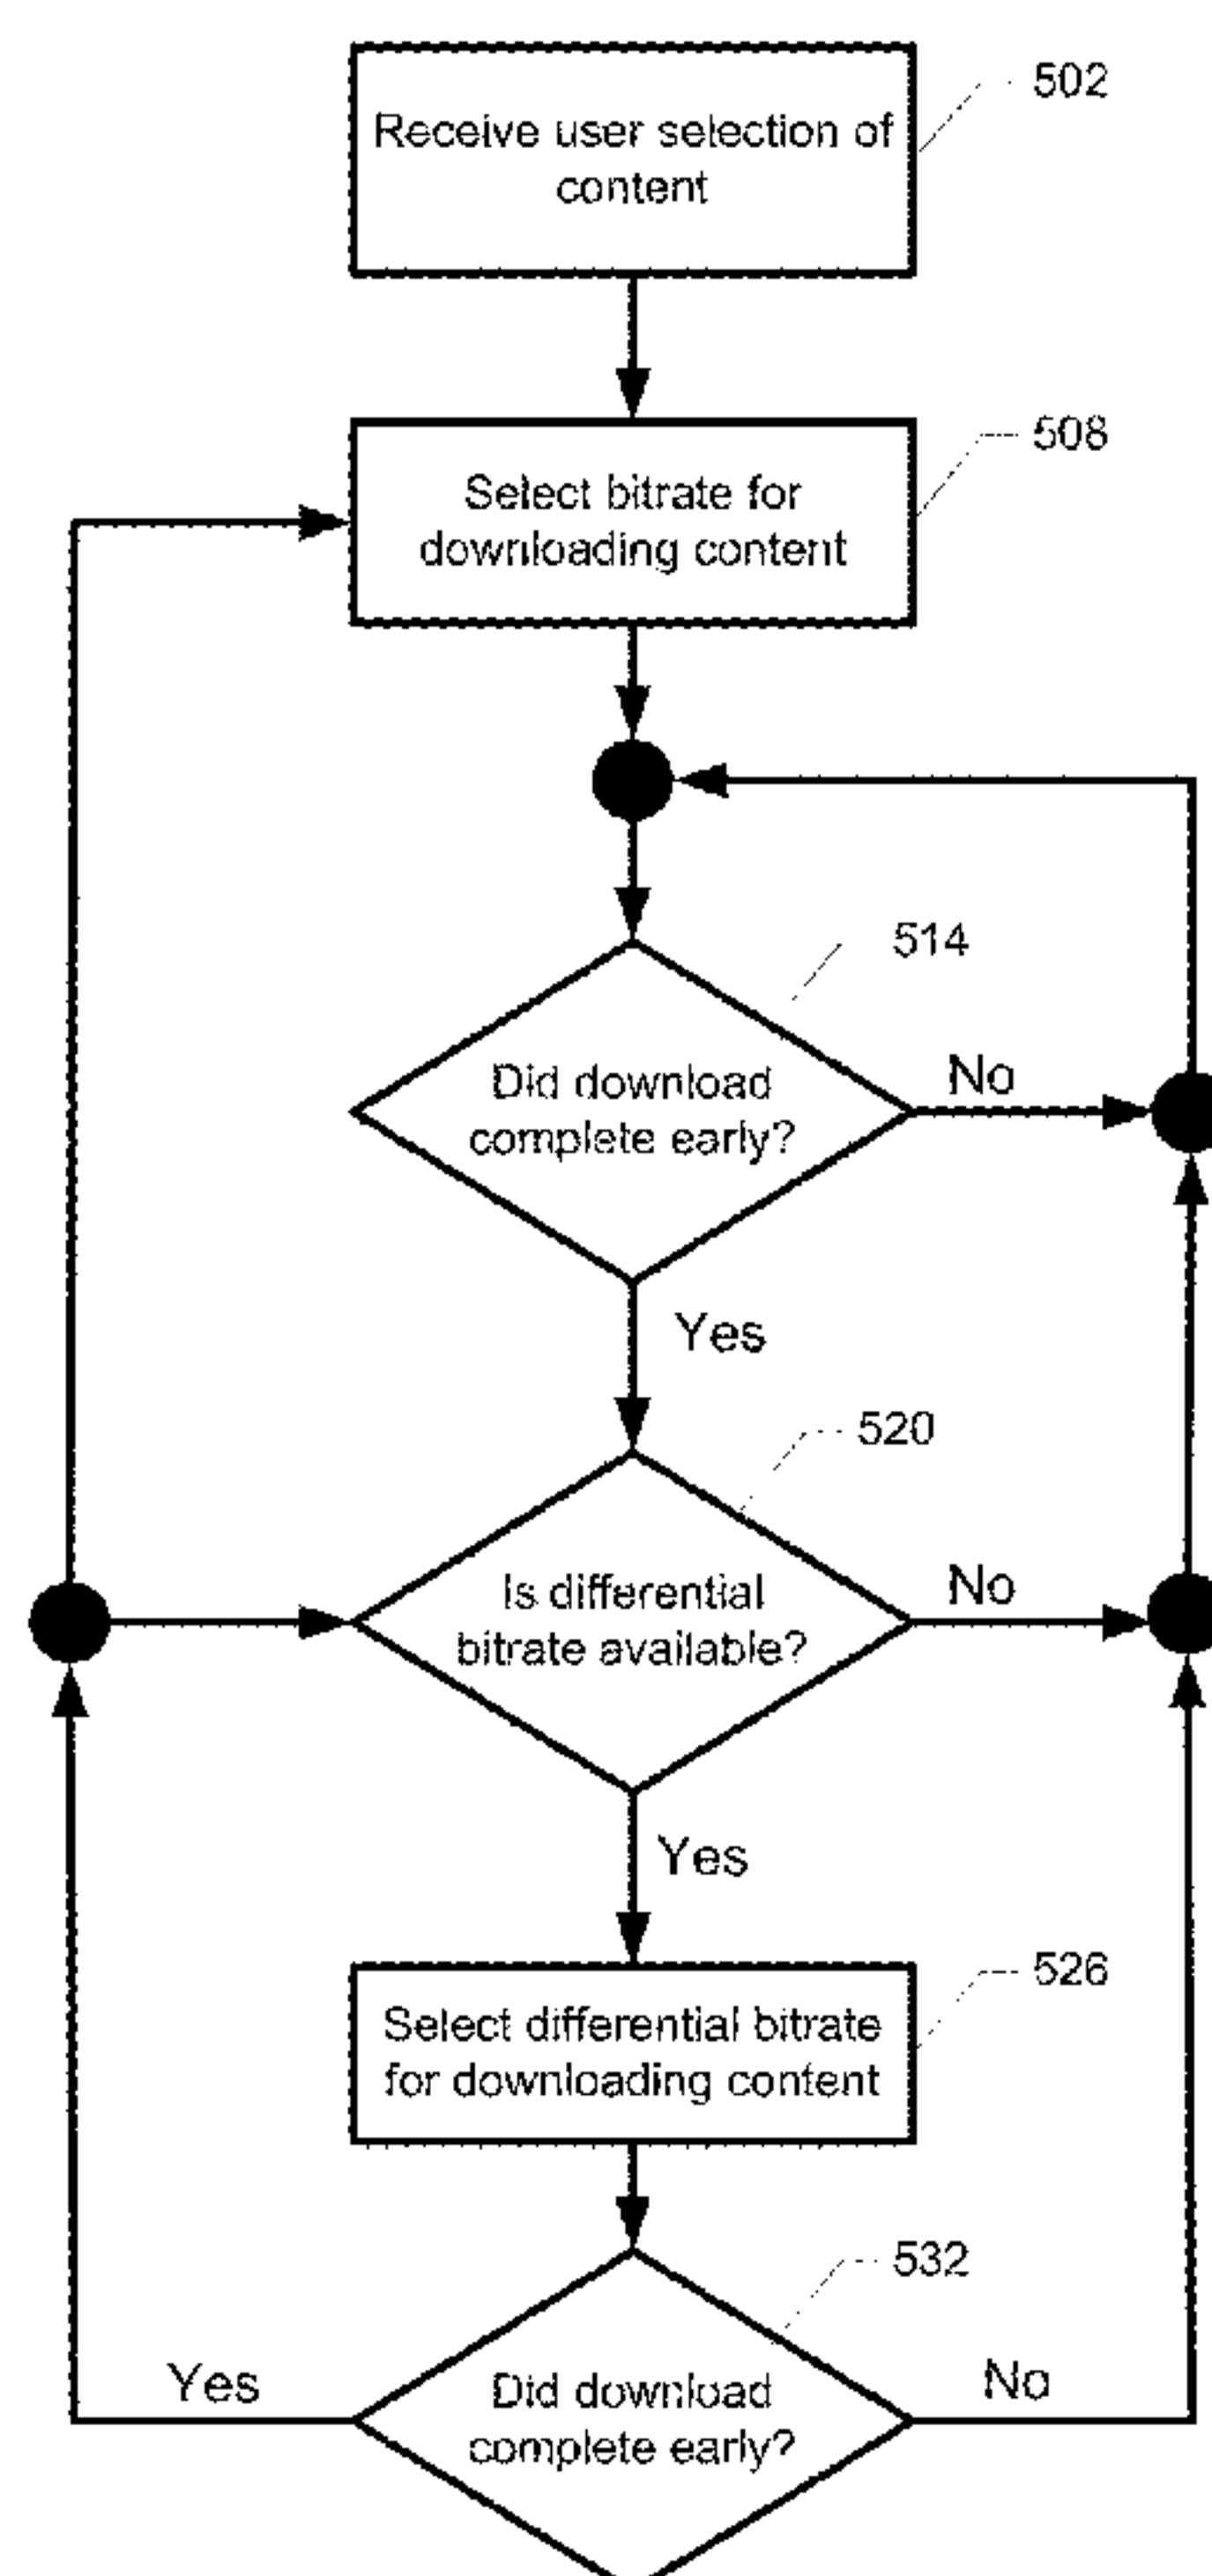 502
Receive user selection of
content
508
Select bitrate for
downloading content
514
Did download
complete early?
No
Yes
520
Is differential
bitrate available?
No
Yes
526
Select differential bitrate
for downloading content
532
Yes
Did download
complete early?
No